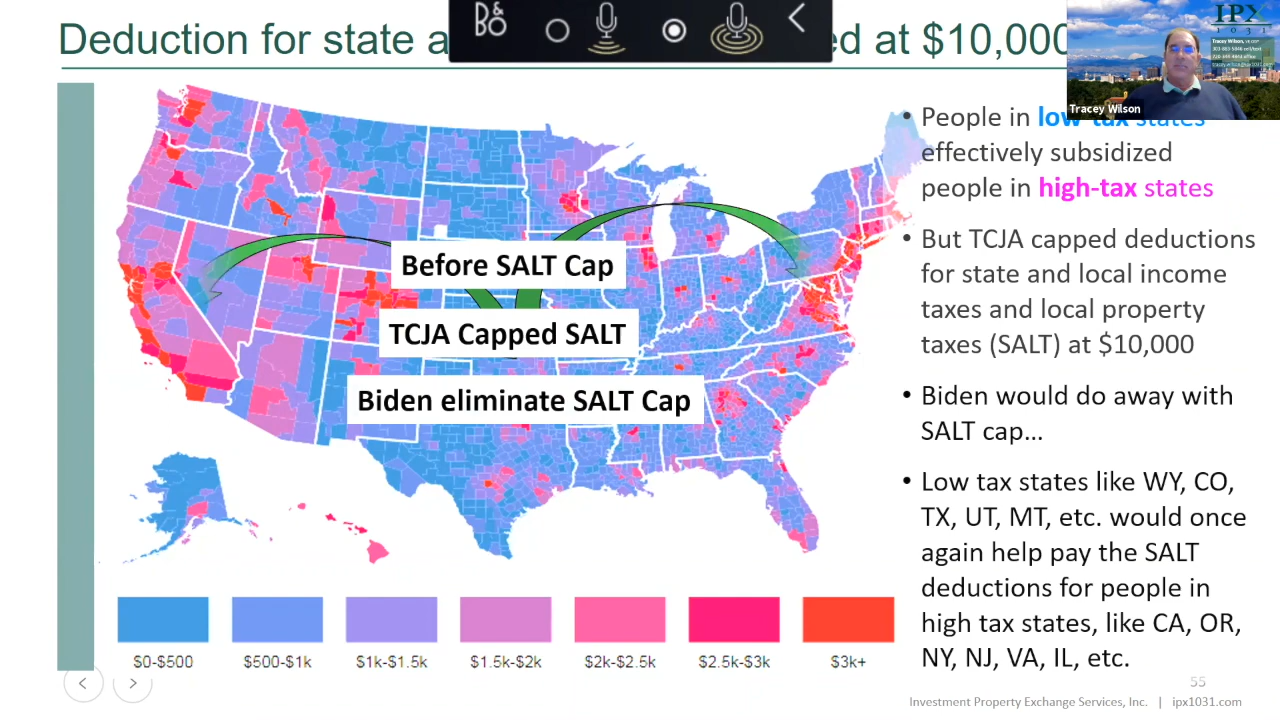 Deduction for state a
ed at $10,000
B&O
IPX
1031
Tracey Wilson
• People in low-tax states
effectively subsidized
people in high-tax states
• But TCJA capped deductions
for state and local income
taxes and local property
taxes (SALT) at $10,000
• Biden would do away with
SALT cap…
• Low tax states like WY, CO,
TX, UT, MT, etc. would once
again help pay the SALT
deductions for people in
high tax states, like CA, OR,
NY, NJ, VA, IL, etc.
Before SALT Cap
TCJA Capped SALT
Biden eliminate SALT Cap
$0-$500
$500-$1k
$1k-$1.5k
$1.5k-$2k
$2k-$2.5k
$2.5k-$3k
$3k+
55
Investment Property Exchange Services, Inc. | ipx1031.com